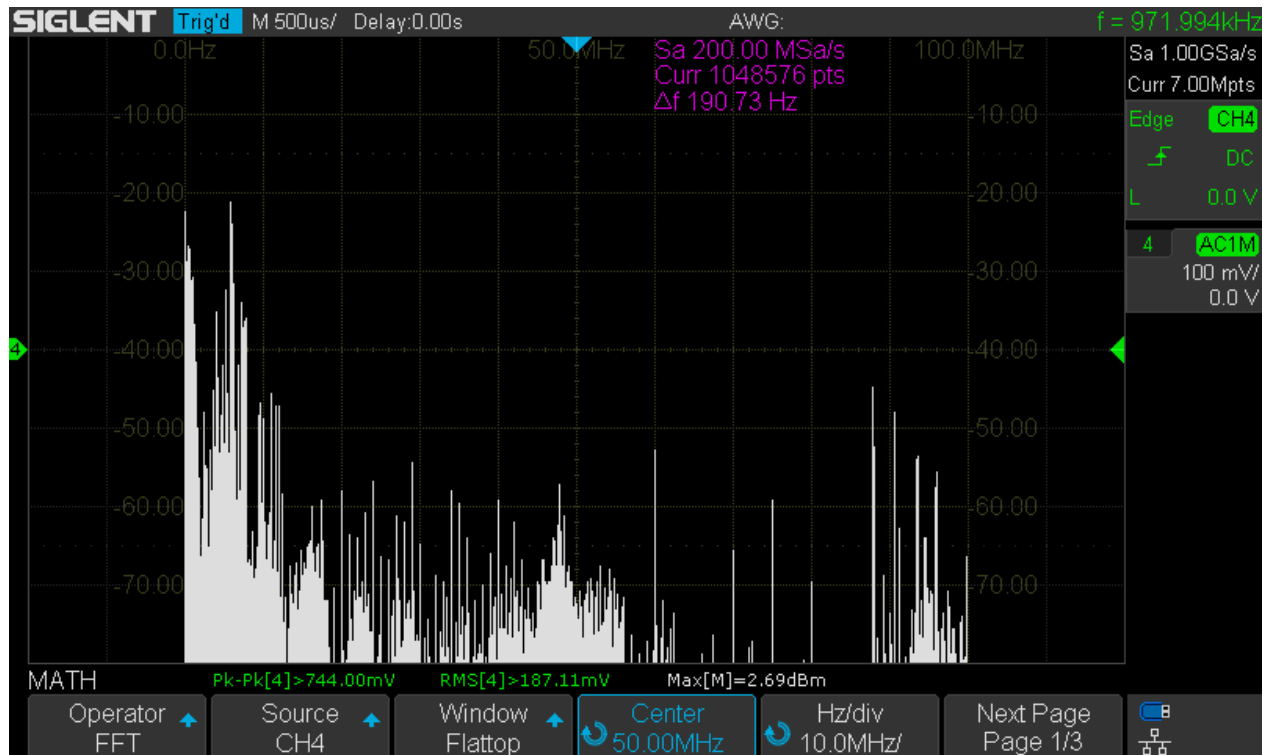 SIGLENT Trig'd M 500us/ Delay:0.00s AWG: f = 971.994kHz
0.0Hz 50.0MHz 100.0MHz
Sa 200.00 MSa/s
Curr 1048576 pts
Δf 190.73 Hz
Sa 1.00GSa/s
Curr 7.00Mpts
Edge CH4
DC
L 0.0 V
4 AC1M
100 mV/
0.0 V
-10.00 -10.00
-20.00 -20.00
-30.00 -30.00
4 -40.00 -40.00
-50.00 -50.00
-60.00 -60.00
-70.00 -70.00
MATH Pk-Pk[4]>744.00mV RMS[4]>187.11mV Max[M]=2.69dBm
Operator Source Window Center Hz/div Next Page
FFT CH4 Flattop 50.00MHz 10.0MHz/ Page 1/3